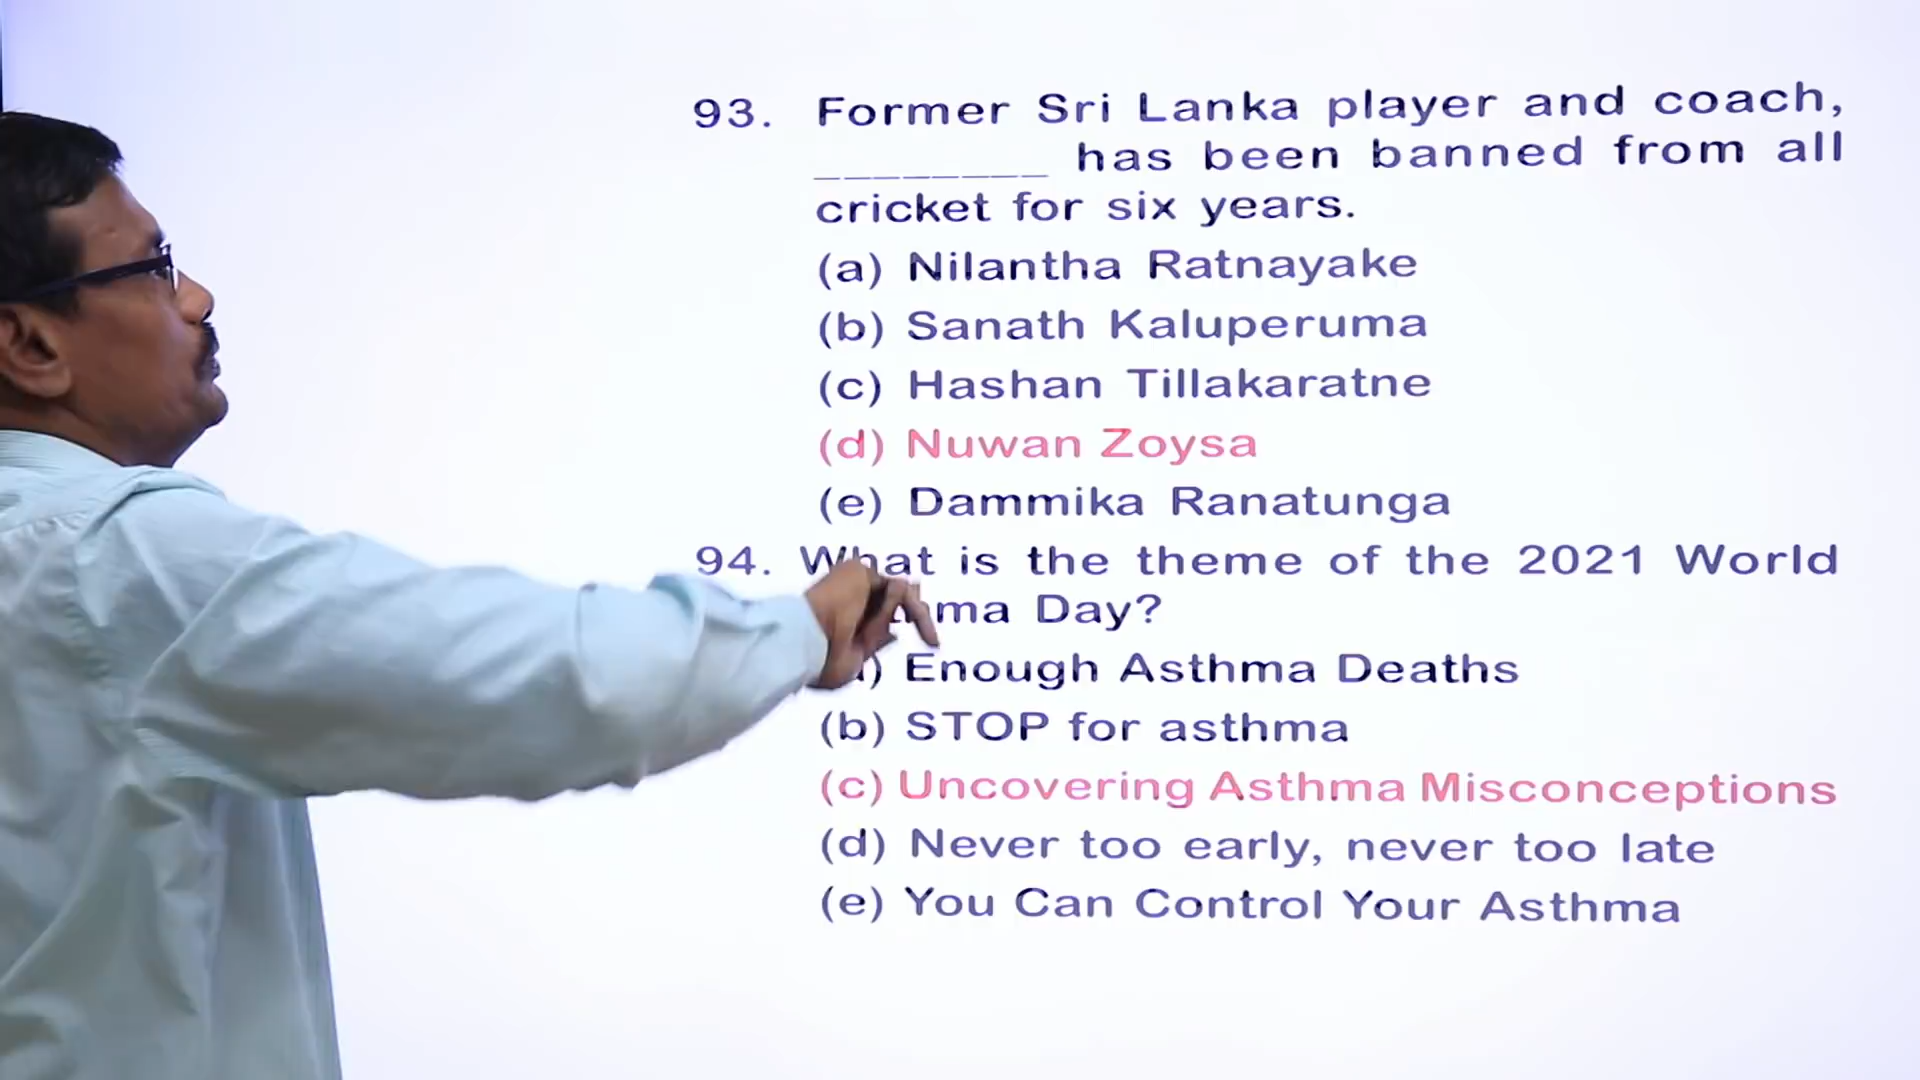 93. Former Sri Lanka player and coach,
________ has been banned from all
cricket for six years.
(a) Nilantha Ratnayake
(b) Sanath Kaluperuma
(c) Hashan Tillakaratne
(d) Nuwan Zoysa
(e) Dammika Ranatunga
94. What is the theme of the 2021 World
Day?
Enough Asthma Deaths
(b) STOP for asthma
(c) Uncovering Asthma Misconceptions
(d) Never too early, never too late
(e) You Can Control Your Asthma